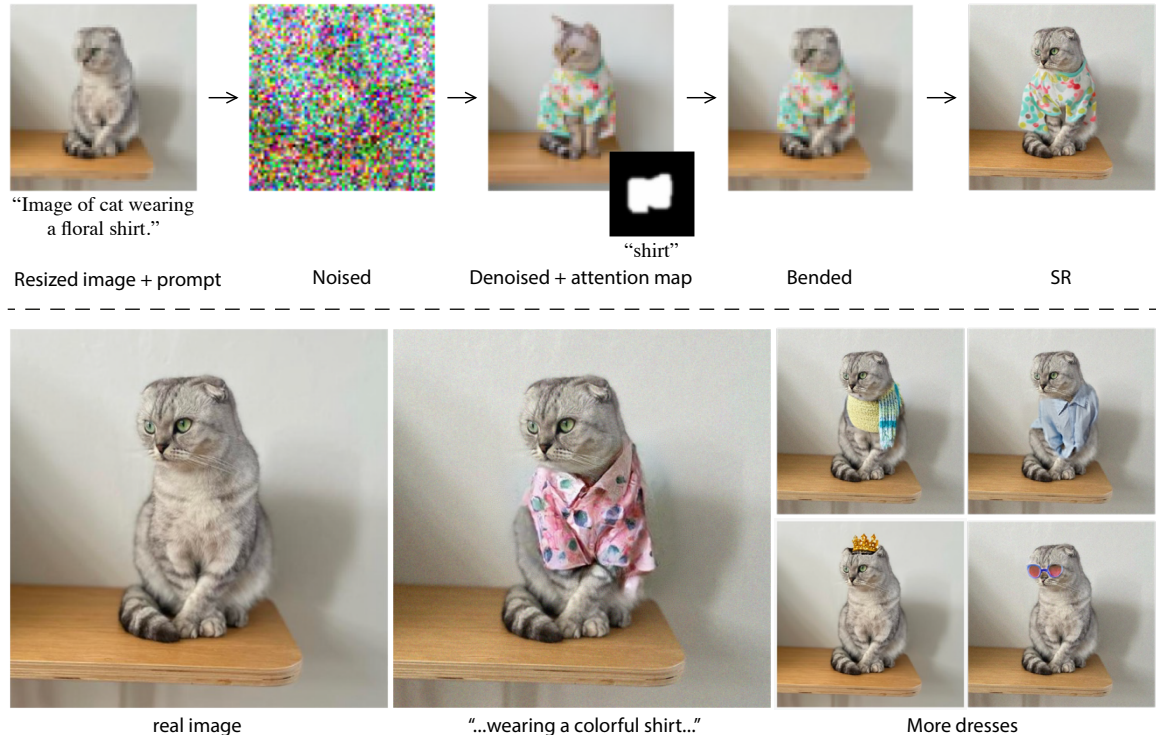 “Image of cat wearing
a floral shirt.”
“shirt”
Resized image + prompt
Noised
Denoised + attention map
Bended
SR
real image
“...wearing a colorful shirt...”
More dresses